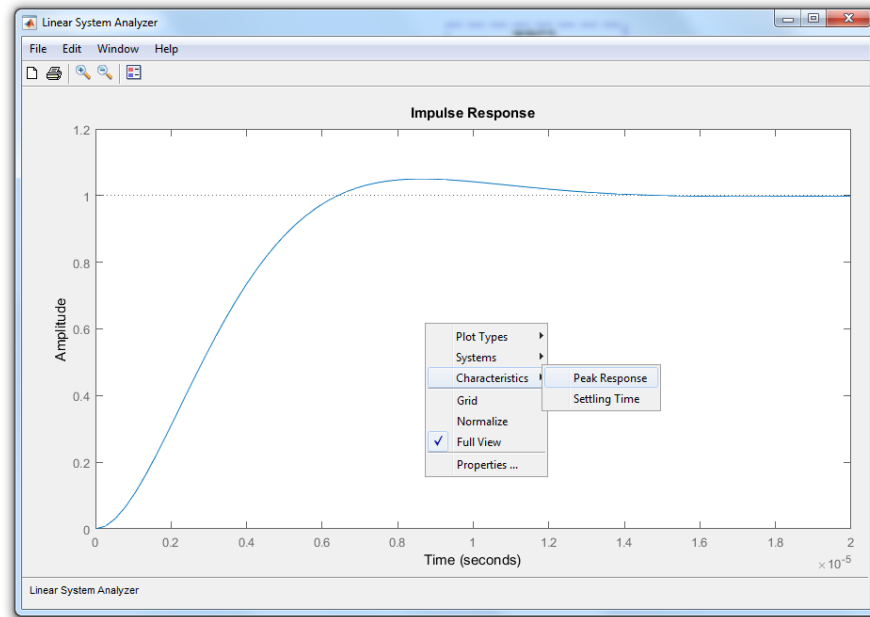 Linear System Analyzer
File Edit Window Help
Impulse Response
1.2
1
0.8
0.6
0.4
0.2
0
Amplitude
Plot Types
Systems
Characteristics
Peak Response
Settling Time
Grid
Normalize
Full View
Properties ...
0 0.2 0.4 0.6 0.8 1 1.2 1.4 1.6 1.8 2
Time (seconds)
× 10⁻⁵
Linear System Analyzer